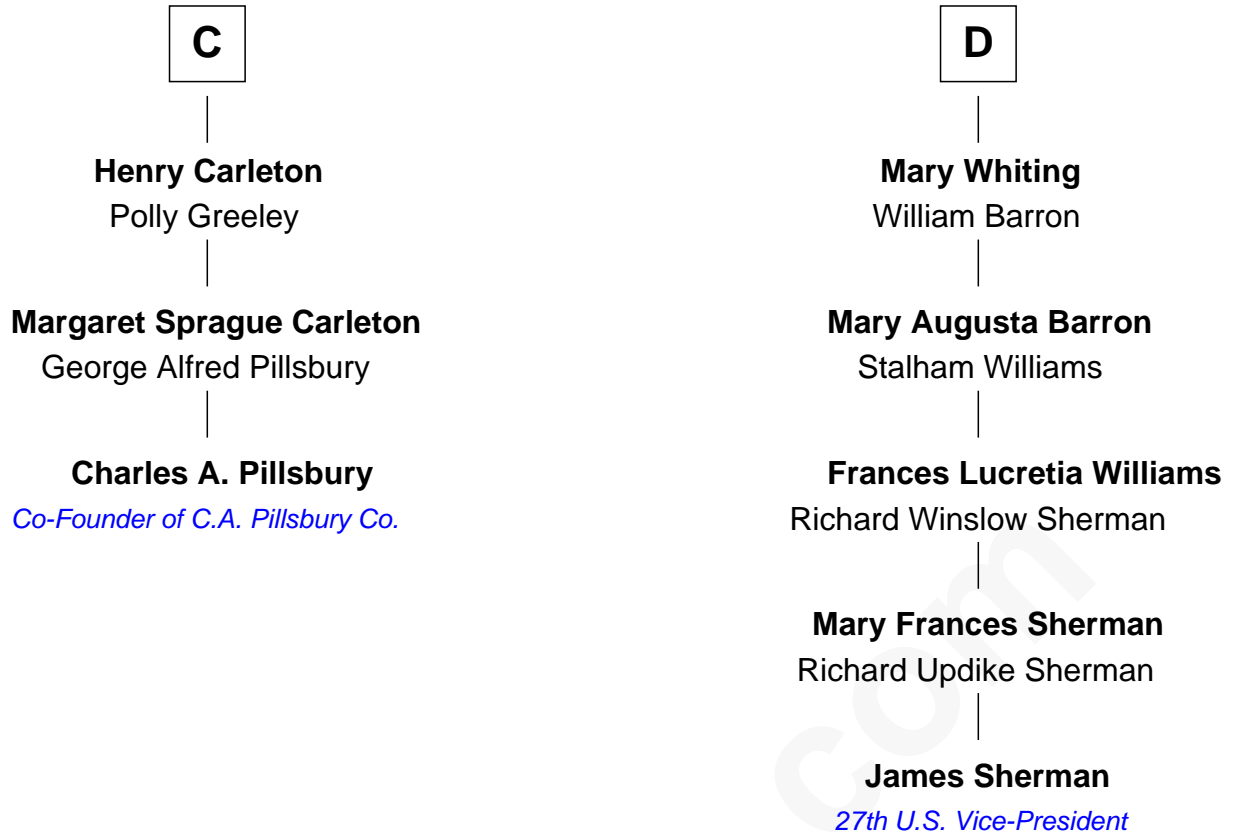 C
Henry Carleton
Polly Greeley
Margaret Sprague Carleton
George Alfred Pillsbury
Charles A. Pillsbury
Co-Founder of C.A. Pillsbury Co.
D
Mary Whiting
William Barron
Mary Augusta Barron
Stalham Williams
Frances Lucretia Williams
Richard Winslow Sherman
Mary Frances Sherman
Richard Updike Sherman
James Sherman
27th U.S. Vice-President
com